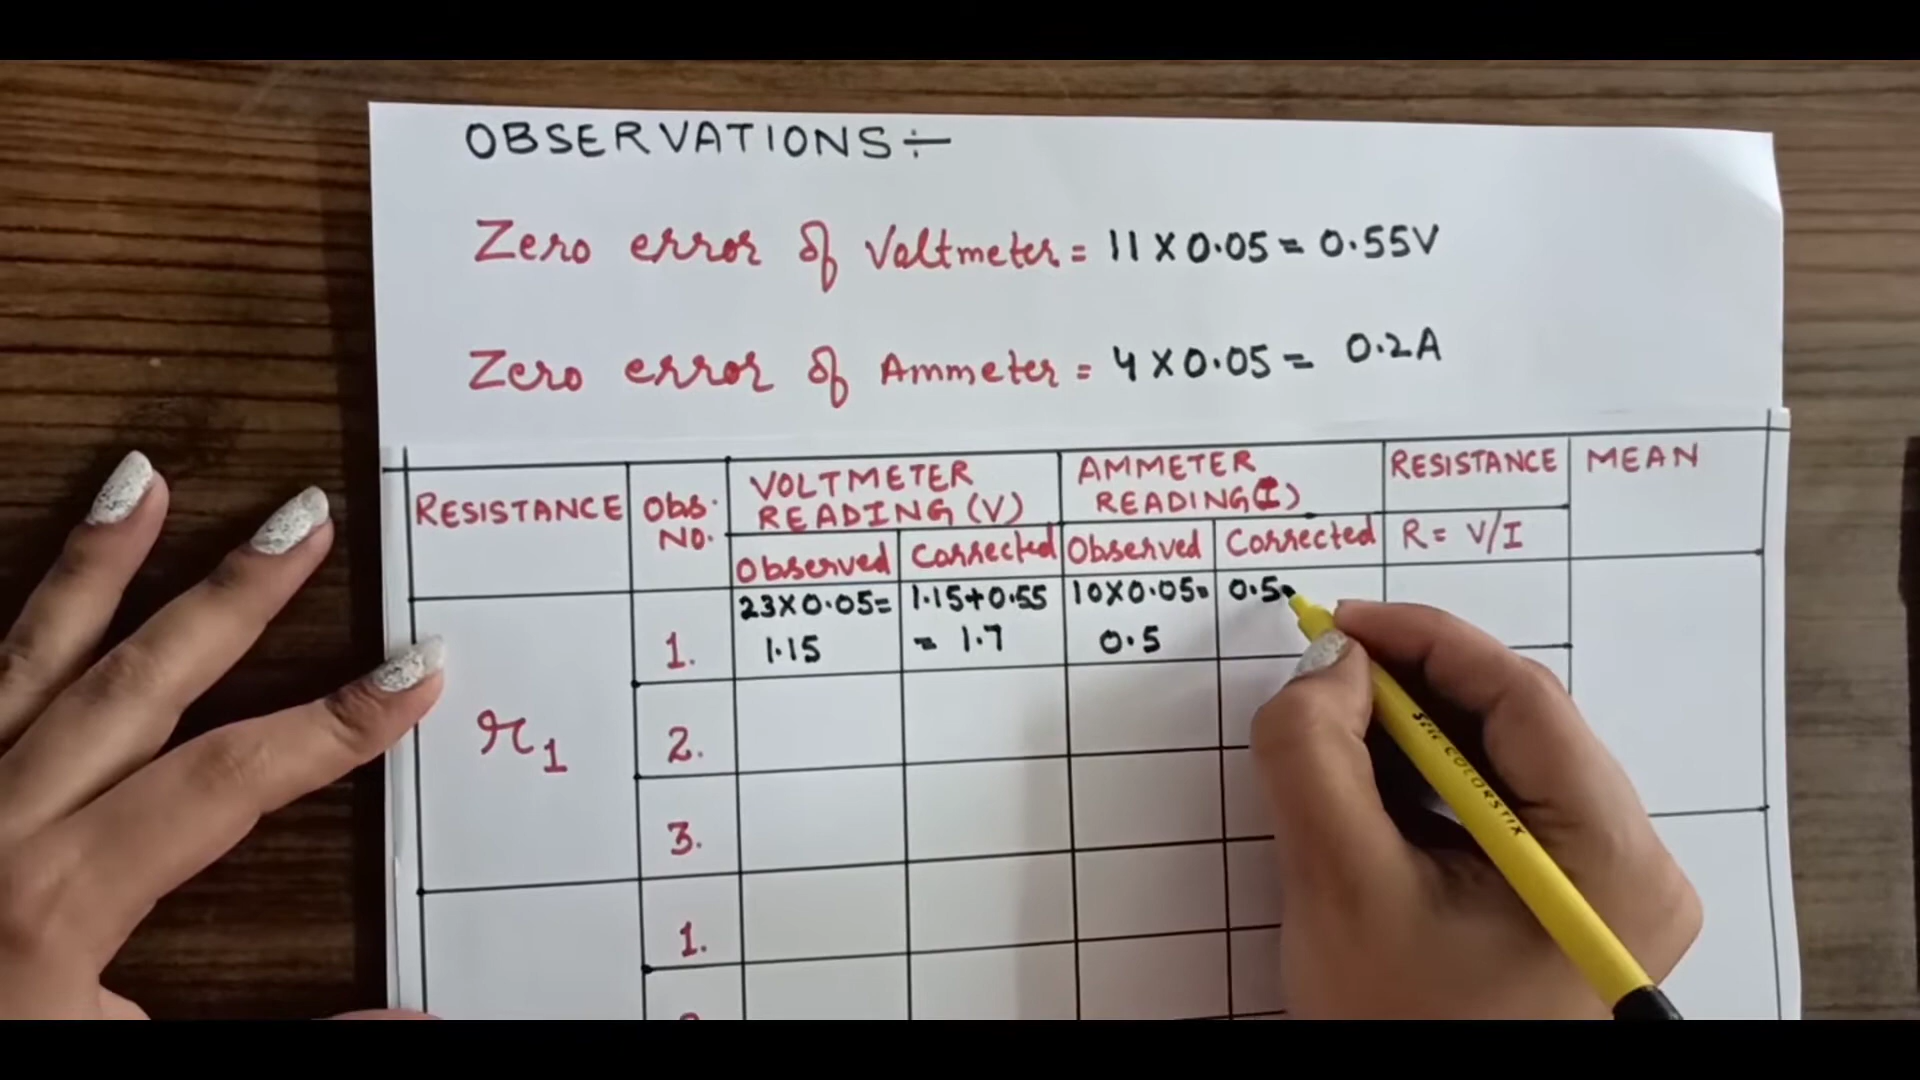 OBSERVATIONS ÷
Zero error of Voltmeter = 11 X 0.05 = 0.55V
Zero error of Ammeter = 4 X 0.05 = 0.2A
RESISTANCE
Obs. No.
VOLTMETER READING (V)
AMMETER READING (I)
RESISTANCE
MEAN
Observed
Corrected
Observed
Corrected
R = V/I
23X0.05=
1.15+0.55
10X0.05=
0.5
1.
1.15
= 1.7
0.5
r1
2.
3.
1.
COLORSTIX